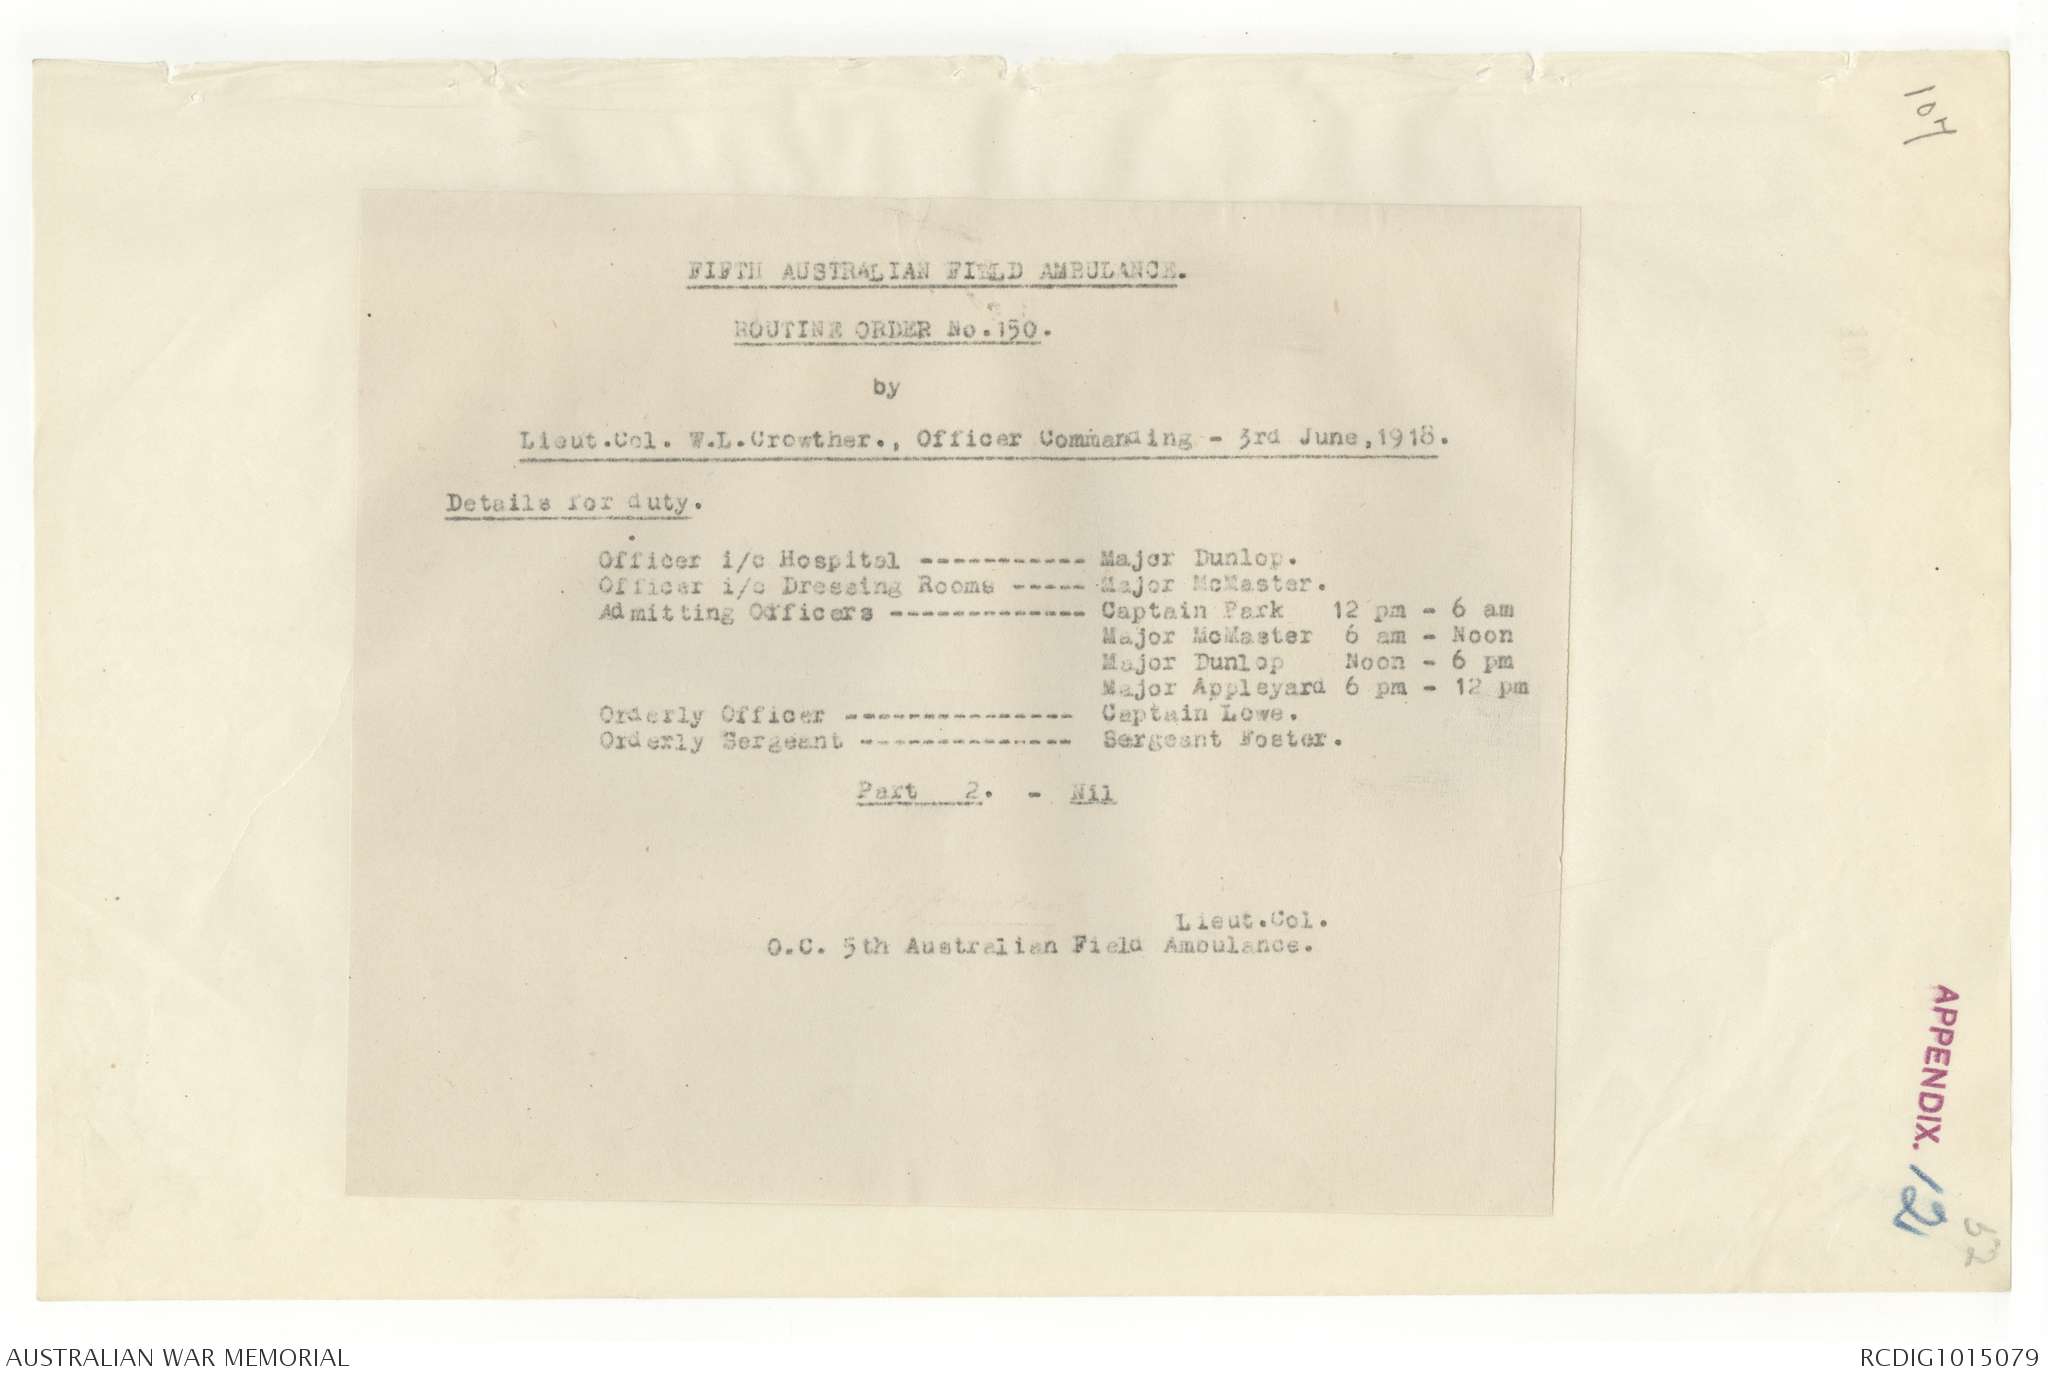 107
FIFTH AUSTRALIAN FIELD AMBULANCE.
ROUTINE ORDER No.150.
by
Lieut.Col. W.L.Crowther., Officer Commanding - 3rd June,1918.
Details for duty.
Officer i/c Hospital ----------- Major Dunlop.
Officer i/c Dressing Rooms ----- Major McMaster.
Admitting Officers ------------- Captain Park 12 pm - 6 am
Major McMaster 6 am - Noon
Major Dunlop Noon - 6 pm
Major Appleyard 6 pm - 12 pm
Orderly Officer --------------- Captain Lowe.
Orderly Sergeant -------------- Sergeant Foster.
Part 2. - Nil
Lieut.Col.
O.C. 5th Australian Field Ambulance.
APPENDIX. 12
52
AUSTRALIAN WAR MEMORIAL
RCDIG1015079